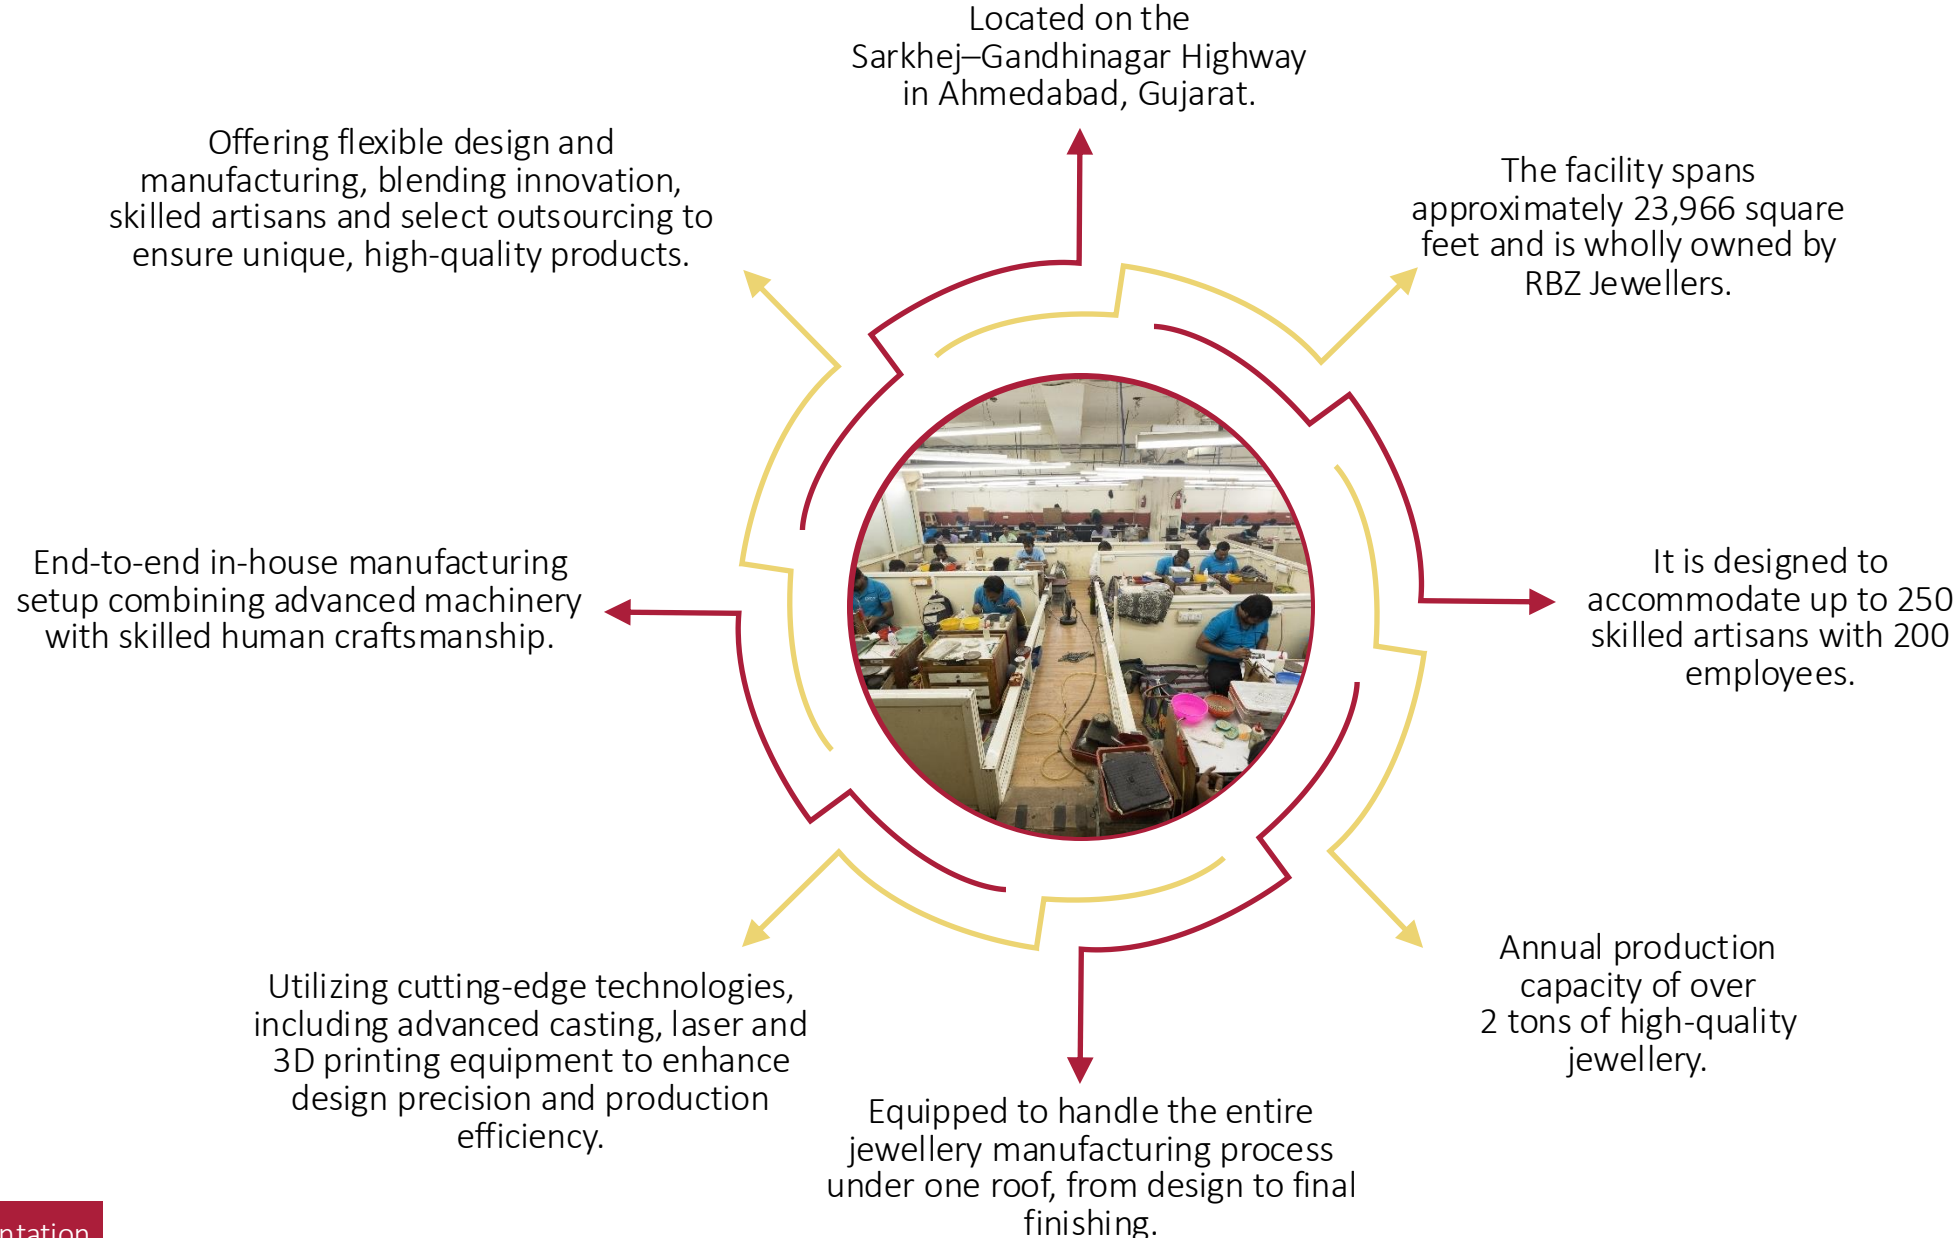 Located on the
Sarkhej–Gandhinagar Highway
in Ahmedabad, Gujarat.
The facility spans
approximately 23,966 square
feet and is wholly owned by
RBZ Jewellers.
It is designed to
accommodate up to 250
skilled artisans with 200
employees.
Annual production
capacity of over
2 tons of high-quality
jewellery.
Equipped to handle the entire
jewellery manufacturing process
under one roof, from design to final
finishing.
Utilizing cutting-edge technologies,
including advanced casting, laser and
3D printing equipment to enhance
design precision and production
efficiency.
End-to-end in-house manufacturing
setup combining advanced machinery
with skilled human craftsmanship.
Offering flexible design and
manufacturing, blending innovation,
skilled artisans and select outsourcing to
ensure unique, high-quality products.
ntation